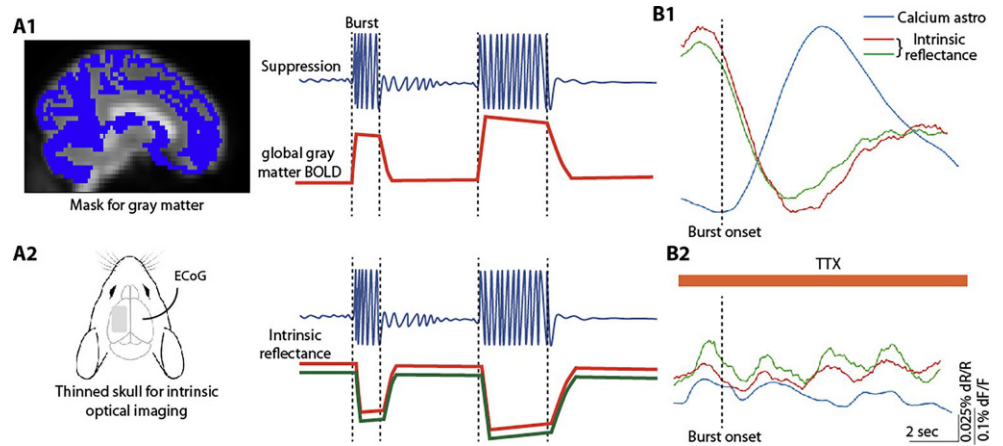 A1
Burst
Suppression
global gray
matter BOLD
Mask for gray matter
B1
Calcium astro
Intrinsic
reflectance
Burst onset
A2
ECoG
Intrinsic
reflectance
Thinned skull for intrinsic
optical imaging
B2
TTX
Burst onset
2 sec
0.025% dR/R
0.1% dF/F